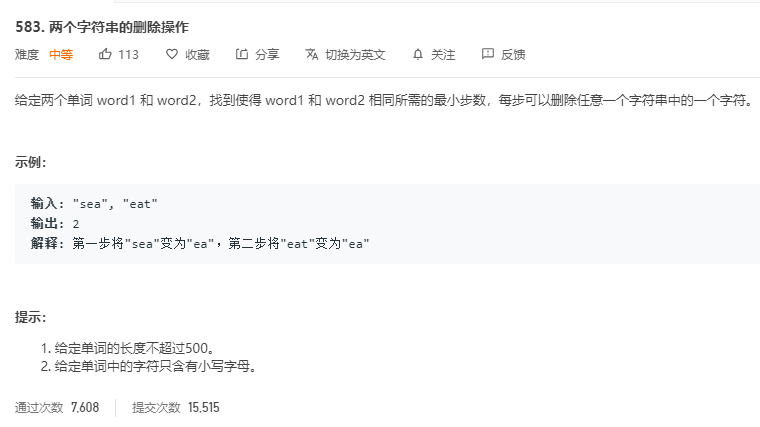 583. 两个字符串的删除操作
难度 中等 113 收藏 分享 切换为英文 关注 反馈
给定两个单词 word1 和 word2，找到使得 word1 和 word2 相同所需的最小步数，每步可以删除任意一个字符串中的一个字符。
示例：
输入: "sea", "eat"
输出: 2
解释: 第一步将"sea"变为"ea"，第二步将"eat"变为"ea"
提示：
1. 给定单词的长度不超过500。
2. 给定单词中的字符只含有小写字母。
通过次数 7,608 提交次数 15,515